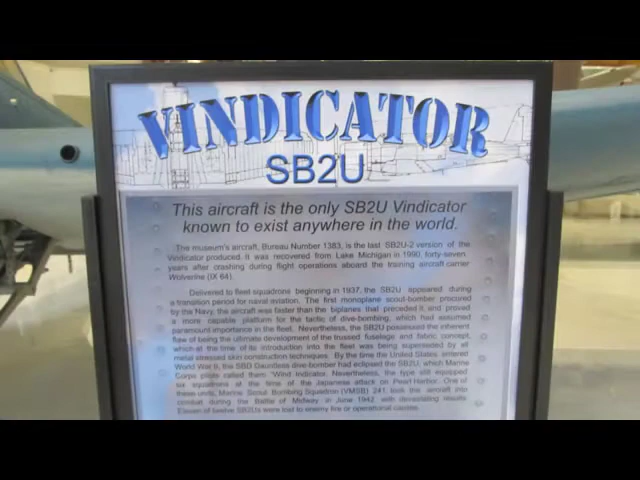 VINDICATOR
SB2U
This aircraft is the only SB2U Vindicator
known to exist anywhere in the world.
The museum's aircraft, Bureau Number 1383, is the last SB2U-2 version of the
Vindicator produced. It was recovered from Lake Michigan in 1990, forty-seven
years after crashing during flight operations aboard the training aircraft carrier
Wolverine (IX 64).
Delivered to fleet squadrons beginning in 1937, the SB2U appeared during
a transition period for naval aviation. The first monoplane scout-bomber procured
by the Navy, the aircraft was faster than the biplanes that preceded it and proved
a more capable platform for the tactic of dive-bombing, which had assumed
paramount importance in the fleet. Nevertheless, the SB2U possessed the inherent
flaw of being the ultimate development of the trussed fuselage and fabric concept,
which at the time of its introduction into the fleet was being superseded by all
metal stressed skin construction techniques. By the time the United States entered
World War II, the SBD Dauntless dive-bomber had eclipsed the SB2U, which Marine
Corps pilots called them "Wind Indicator. Nevertheless, the type still equipped
six squadrons at the time of the Japanese attack on Pearl Harbor. One of
these units, Marine Scout Bombing Squadron (VMSB) 241, took the aircraft into
combat during the Battle of Midway in June 1942 with devastating results.
Eleven of twelve SB2Us were lost to enemy fire or operational causes.